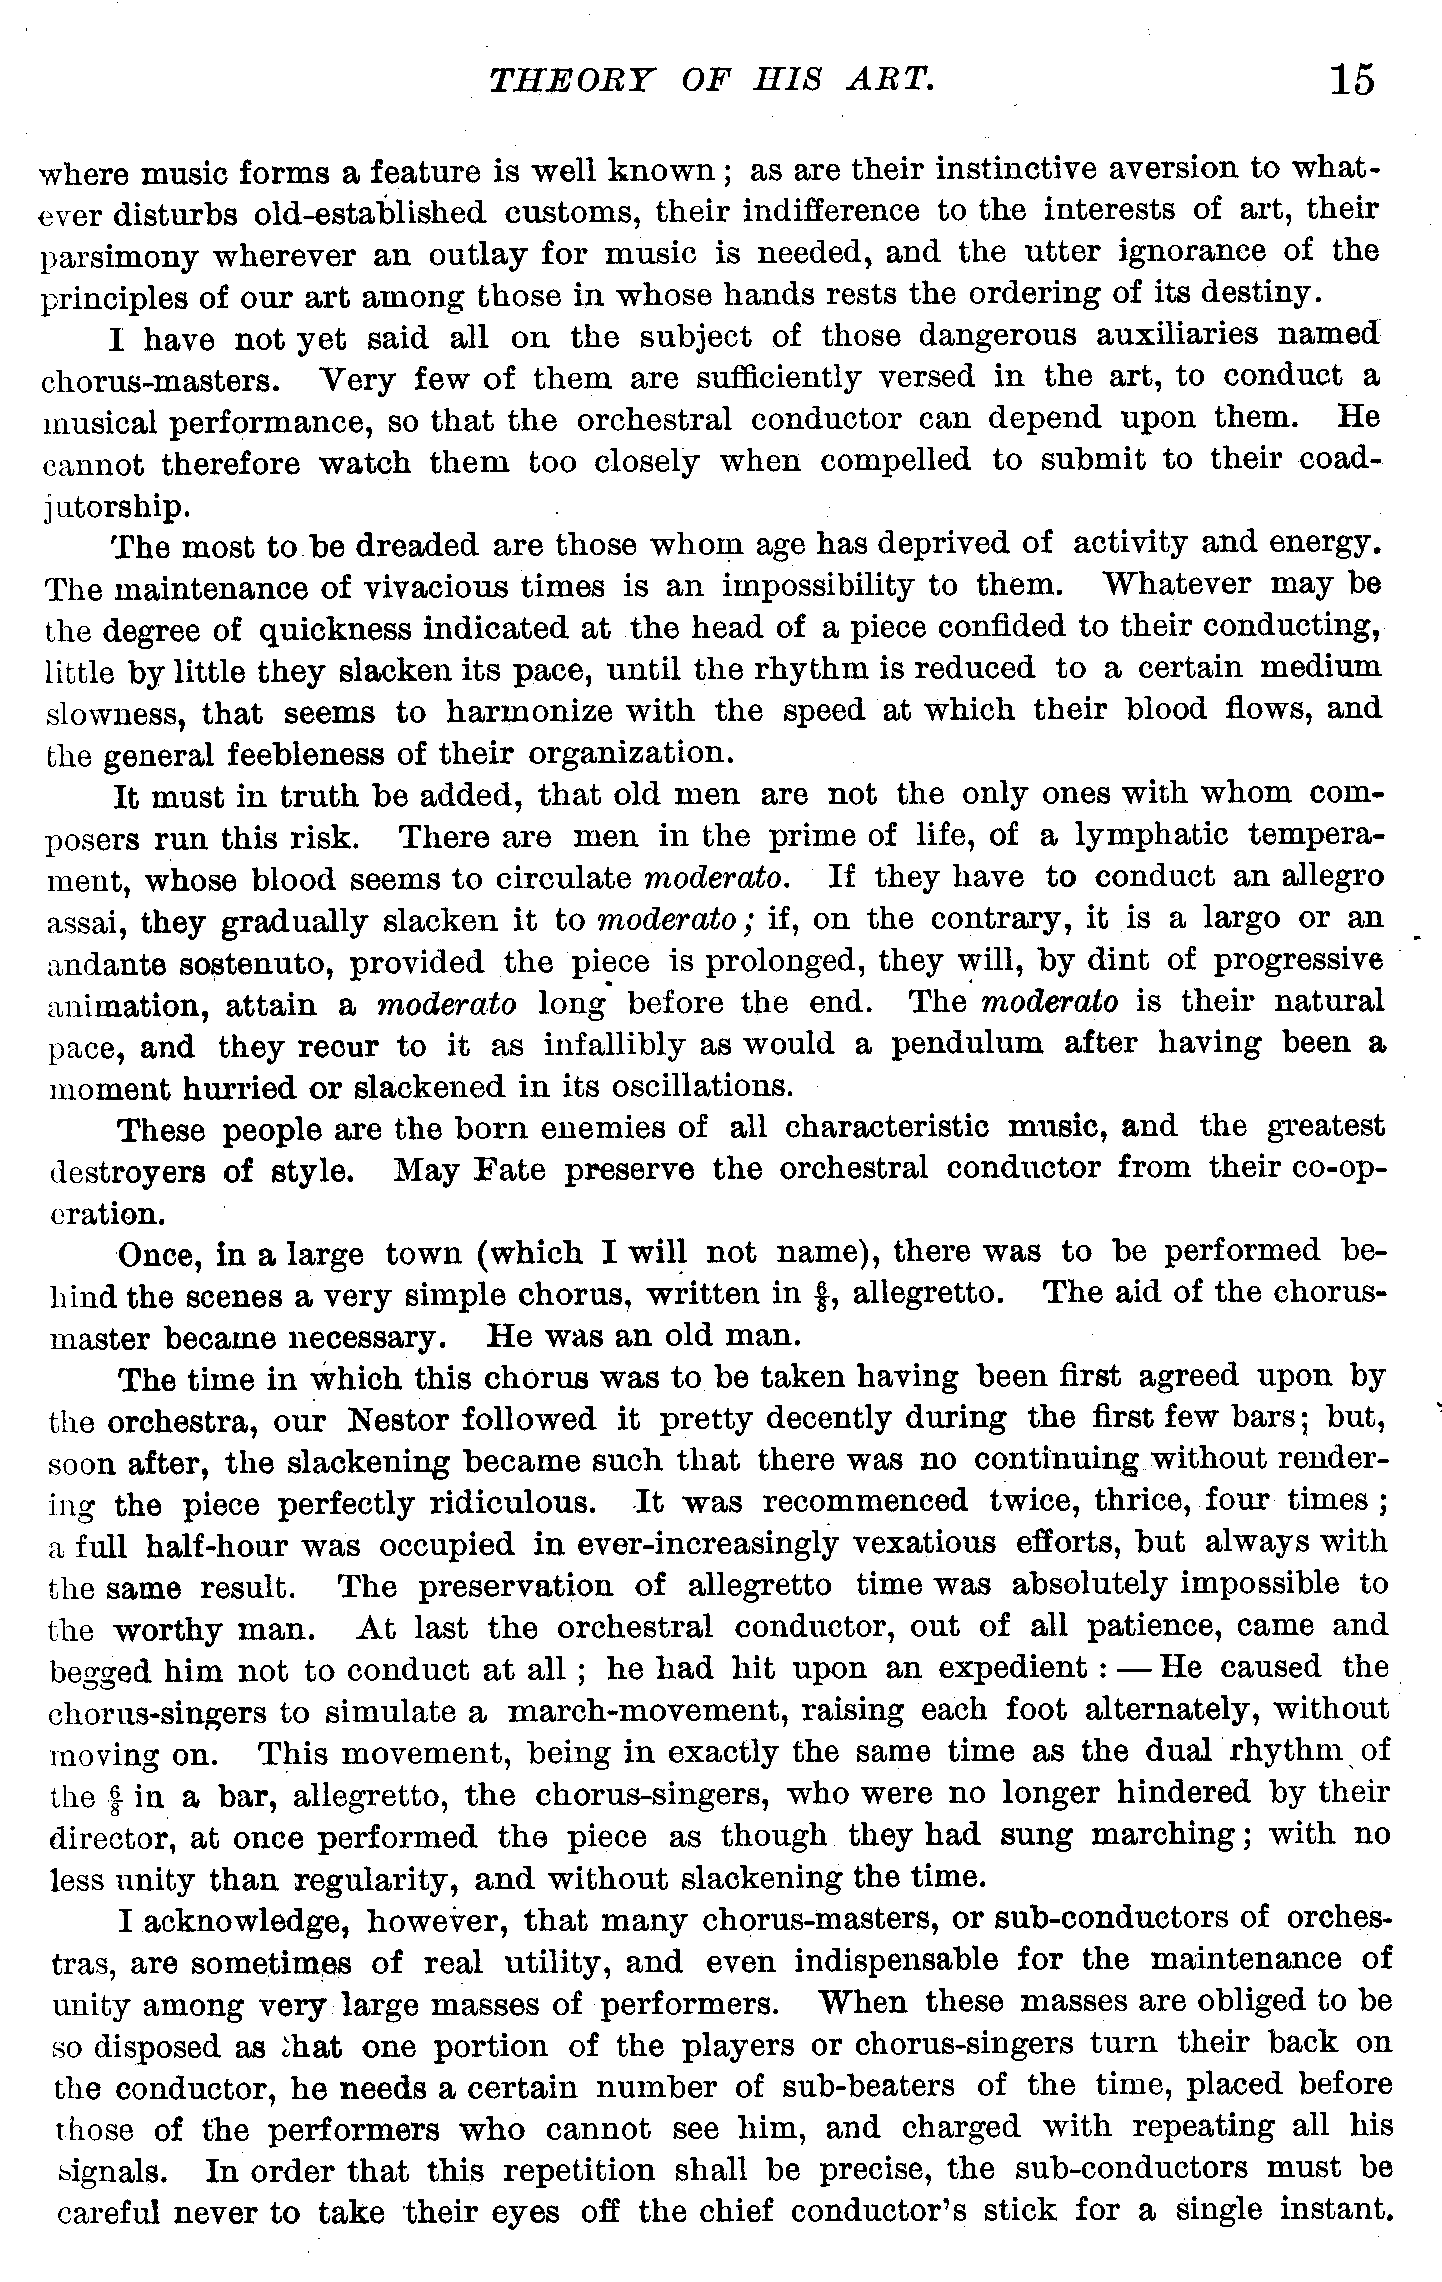 THEORY OF HIS ART. 15
where music forms a feature is well known; as are their instinctive aversion to what-
ever disturbs old-established customs, their indifference to the interests of art, their
parsimony wherever an outlay for music is needed, and the utter ignorance of the
principles of our art among those in whose hands rests the ordering of its destiny.
I have not yet said all on the subject of those dangerous auxiliaries named
chorus-masters. Very few of them are sufficiently versed in the art, to conduct a
musical performance, so that the orchestral conductor can depend upon them. He
cannot therefore watch them too closely when compelled to submit to their coad-
jutorship.
The most to be dreaded are those whom age has deprived of activity and energy.
The maintenance of vivacious times is an impossibility to them. Whatever may be
the degree of quickness indicated at the head of a piece confided to their conducting,
little by little they slacken its pace, until the rhythm is reduced to a certain medium
slowness, that seems to harmonize with the speed at which their blood flows, and
the general feebleness of their organization.
It must in truth be added, that old men are not the only ones with whom com-
posers run this risk. There are men in the prime of life, of a lymphatic tempera-
ment, whose blood seems to circulate moderato. If they have to conduct an allegro
assai, they gradually slacken it to moderato; if, on the contrary, it is a largo or an
andante sostenuto, provided the piece is prolonged, they will, by dint of progressive
animation, attain a moderato long before the end. The moderato is their natural
pace, and they recur to it as infallibly as would a pendulum after having been a
moment hurried or slackened in its oscillations.
These people are the born enemies of all characteristic music, and the greatest
destroyers of style. May Fate preserve the orchestral conductor from their co-op-
eration.
Once, in a large town (which I will not name), there was to be performed be-
hind the scenes a very simple chorus, written in 6/8, allegretto. The aid of the chorus-
master became necessary. He was an old man.
The time in which this chorus was to be taken having been first agreed upon by
the orchestra, our Nestor followed it pretty decently during the first few bars; but,
soon after, the slackening became such that there was no continuing without render-
ing the piece perfectly ridiculous. It was recommenced twice, thrice, four times;
a full half-hour was occupied in ever-increasingly vexatious efforts, but always with
the same result. The preservation of allegretto time was absolutely impossible to
the worthy man. At last the orchestral conductor, out of all patience, came and
begged him not to conduct at all; he had hit upon an expedient: — He caused the
chorus-singers to simulate a march-movement, raising each foot alternately, without
moving on. This movement, being in exactly the same time as the dual rhythm of
the 6/8 in a bar, allegretto, the chorus-singers, who were no longer hindered by their
director, at once performed the piece as though they had sung marching; with no
less unity than regularity, and without slackening the time.
I acknowledge, however, that many chorus-masters, or sub-conductors of orches-
tras, are sometimes of real utility, and even indispensable for the maintenance of
unity among very large masses of performers. When these masses are obliged to be
so disposed as that one portion of the players or chorus-singers turn their back on
the conductor, he needs a certain number of sub-beaters of the time, placed before
those of the performers who cannot see him, and charged with repeating all his
signals. In order that this repetition shall be precise, the sub-conductors must be
careful never to take their eyes off the chief conductor's stick for a single instant.